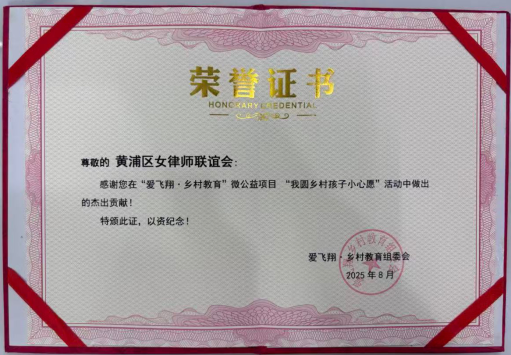 荣誉证书
HONORARY CREDENTIAL
尊敬的 黄浦区女律师联谊会：
感谢您在“爱飞翔·乡村教育”微公益项目 “我圆乡村孩子小心愿”活动中做出
的杰出贡献！
特颁此证，以资纪念！
爱飞翔·乡村教育组委会
2025年8月